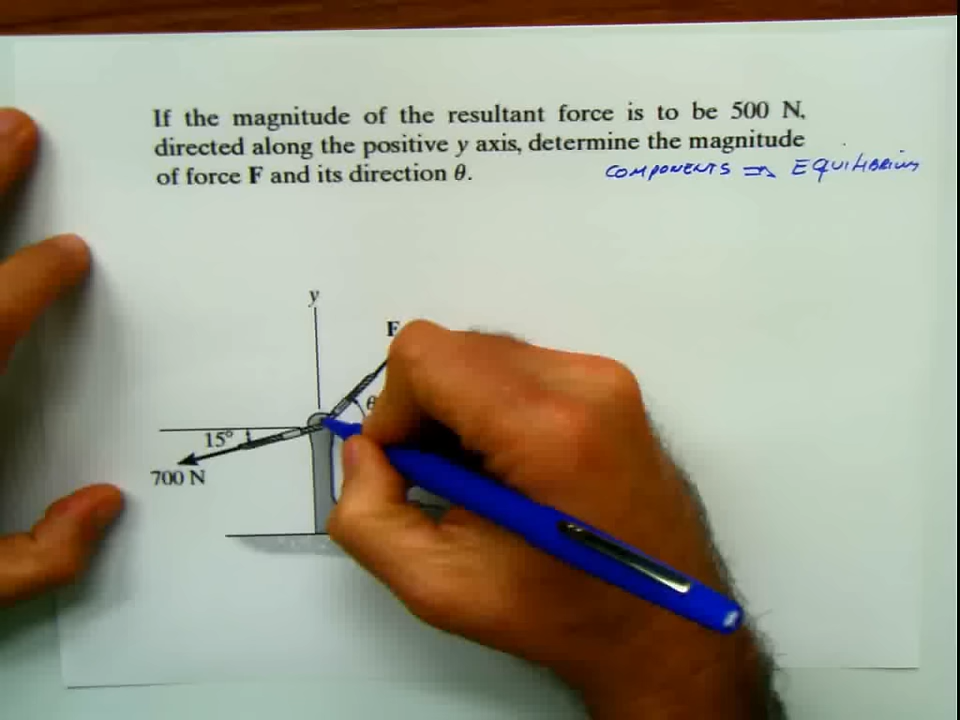 If the magnitude of the resultant force is to be 500 N,
directed along the positive y axis, determine the magnitude
of force F and its direction θ.
COMPONENTS ⇒ EQUILIBRIUM
y
F
θ
15°
700 N